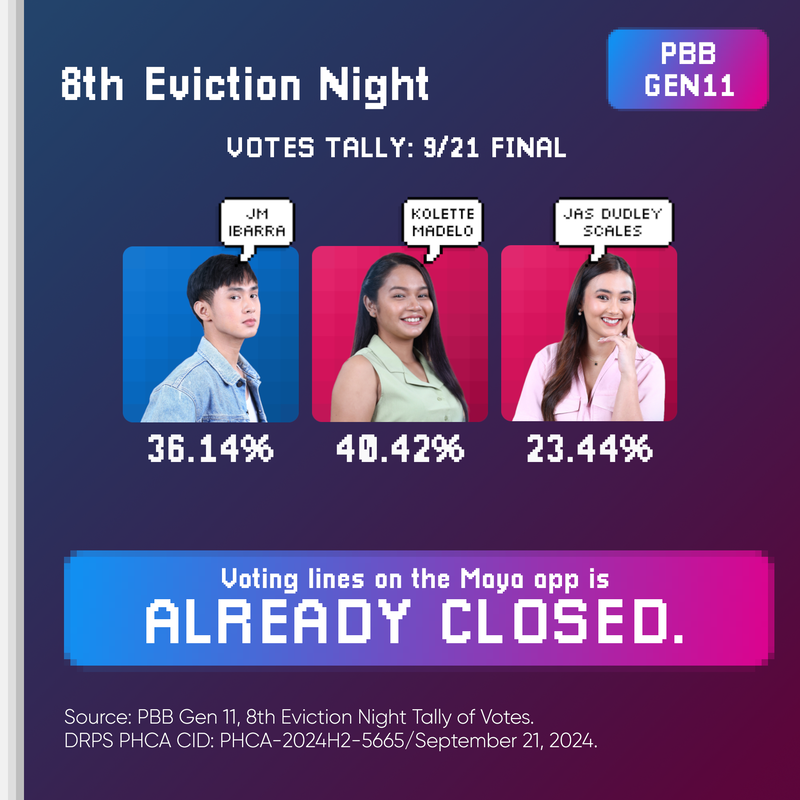 8th Eviction Night
PBB
GEN11
VOTES TALLY: 9/21 FINAL
JM
IBARRA
KOLETTE
MADELO
JAS DUDLEY
SCALES
36.14%
40.42%
23.44%
Voting lines on the Maya app is
ALREADY CLOSED.
Source: PBB Gen 11, 8th Eviction Night Tally of Votes.
DRPS PHCA CID: PHCA-2024H2-5665/September 21, 2024.